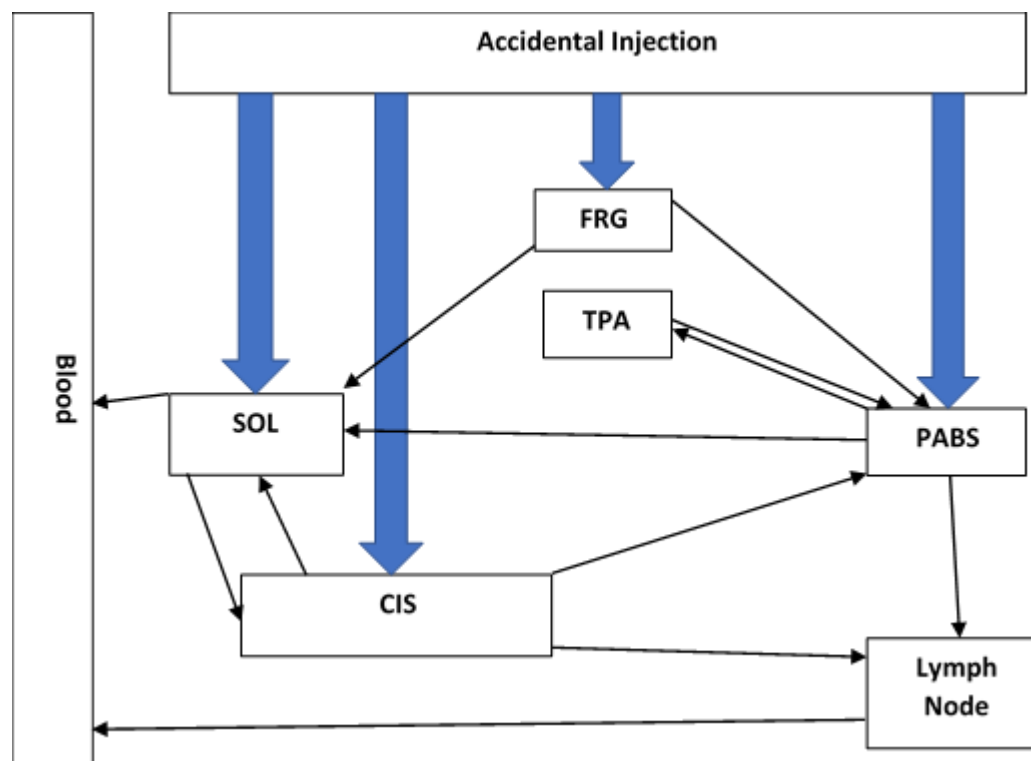 Accidental Injection
FRG
TPA
Blood
SOL
PABS
CIS
Lymph
Node